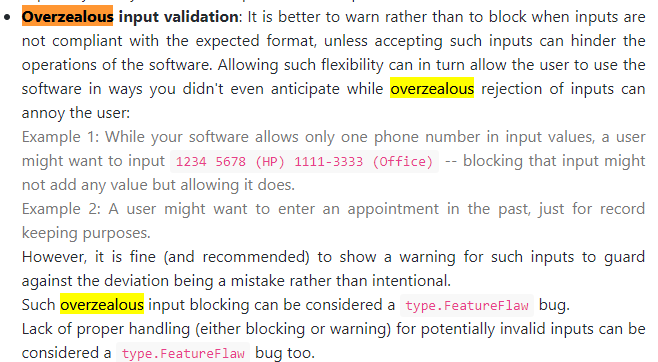 Overzealous input validation: It is better to warn rather than to block when inputs are
not compliant with the expected format, unless accepting such inputs can hinder the
operations of the software. Allowing such flexibility can in turn allow the user to use the
software in ways you didn't even anticipate while overzealous rejection of inputs can
annoy the user:
Example 1: While your software allows only one phone number in input values, a user
might want to input 1234 5678 (HP) 1111-3333 (Office) -- blocking that input might
not add any value but allowing it does.
Example 2: A user might want to enter an appointment in the past, just for record
keeping purposes.
However, it is fine (and recommended) to show a warning for such inputs to guard
against the deviation being a mistake rather than intentional.
Such overzealous input blocking can be considered a type.FeatureFlaw bug.
Lack of proper handling (either blocking or warning) for potentially invalid inputs can be
considered a type.FeatureFlaw bug too.